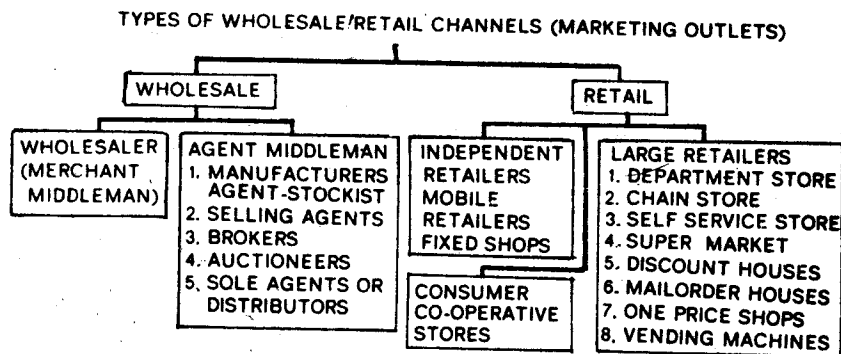 TYPES OF WHOLESALE/RETAIL CHANNELS (MARKETING OUTLETS)
WHOLESALE
RETAIL
WHOLESALER
(MERCHANT
MIDDLEMAN)
AGENT MIDDLEMAN
1. MANUFACTURERS
AGENT-STOCKIST
2. SELLING AGENTS
3. BROKERS
4. AUCTIONEERS
5. SOLE AGENTS OR
DISTRIBUTORS
INDEPENDENT
RETAILERS
MOBILE
RETAILERS
FIXED SHOPS
CONSUMER
CO-OPERATIVE
STORES
LARGE RETAILERS
1. DEPARTMENT STORE
2. CHAIN STORE
3. SELF SERVICE STORE
4. SUPER MARKET
5. DISCOUNT HOUSES
6. MAILORDER HOUSES
7. ONE PRICE SHOPS
8. VENDING MACHINES